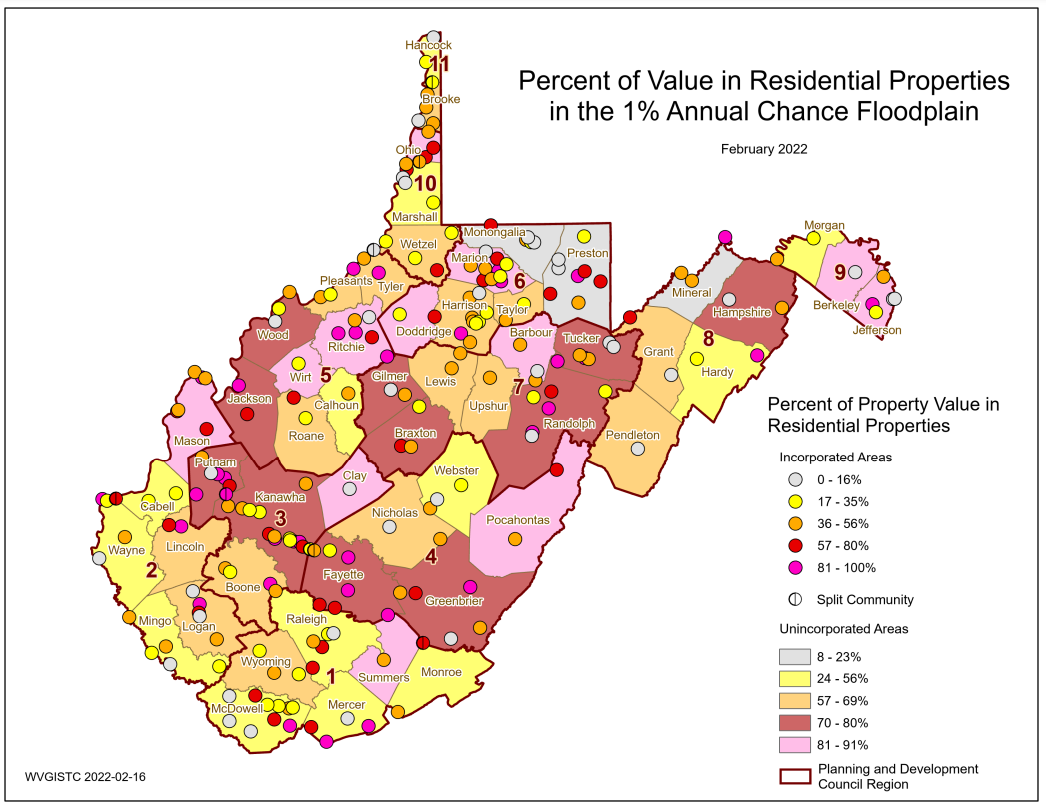 Percent of Value in Residential Properties
in the 1% Annual Chance Floodplain
February 2022
Hancock
11
Brooke
Ohio
10
Marshall
Wetzel
Monongalia
Marion
Preston
6
Morgan
9
Berkeley
Jefferson
Pleasants
Tyler
Harrison
Taylor
Mineral
Hampshire
Wood
Doddridge
Barbour
Tucker
Ritchie
8
Grant
Hardy
Wirt
5
Gilmer
Lewis
7
Upshur
Jackson
Calhoun
Roane
Braxton
Randolph
Pendleton
Mason
Putnam
Clay
Webster
Kanawha
3
Nicholas
Pocahontas
Cabell
Wayne
Lincoln
2
4
Boone
Fayette
Greenbrier
Mingo
Logan
Raleigh
Wyoming
1
Summers
Monroe
McDowell
Mercer
Percent of Property Value in
Residential Properties
Incorporated Areas
0 - 16%
17 - 35%
36 - 56%
57 - 80%
81 - 100%
Split Community
Unincorporated Areas
8 - 23%
24 - 56%
57 - 69%
70 - 80%
81 - 91%
Planning and Development
Council Region
WVGISTC 2022-02-16